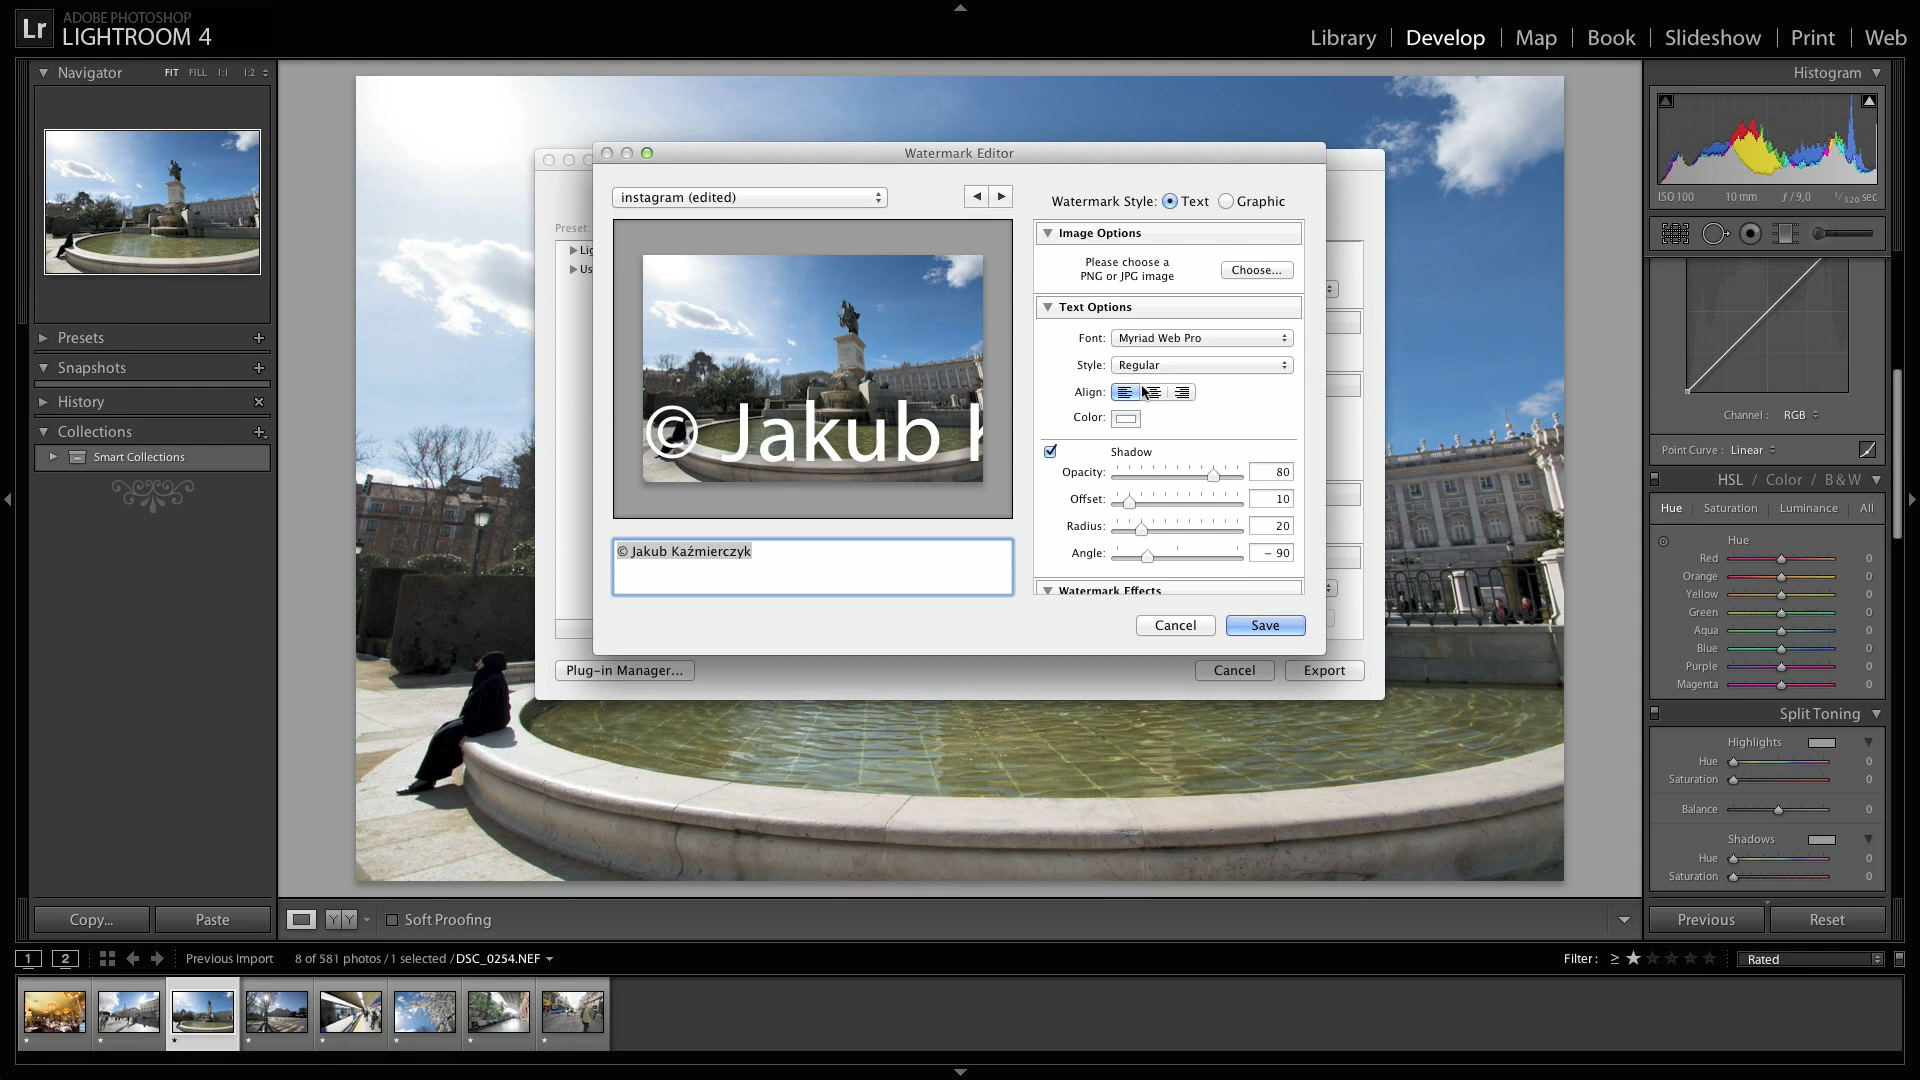 Lr
ADOBE PHOTOSHOP
LIGHTROOM 4
Library | Develop | Map | Book | Slideshow | Print | Web
Navigator FIT FILL 1:1 1:2
Presets
Snapshots
History
Collections
Smart Collections
Copy... Paste
Watermark Editor
instagram (edited)
Watermark Style: Text Graphic
Preset:
Image Options
Please choose a
PNG or JPG image
Choose...
Text Options
Font: Myriad Web Pro
Style: Regular
Align:
Color:
Shadow
Opacity: 80
Offset: 10
Radius: 20
Angle: – 90
Watermark Effects
© Jakub K
© Jakub Kaźmierczyk
Cancel Save
Plug-in Manager... Cancel Export
Histogram
ISO 100 10 mm ƒ / 9,0 1/320 sec
Channel : RGB
Point Curve : Linear
HSL / Color / B & W
Hue Saturation Luminance All
Hue
Red 0
Orange 0
Yellow 0
Green 0
Aqua 0
Blue 0
Purple 0
Magenta 0
Split Toning
Highlights
Hue 0
Saturation 0
Balance 0
Shadows
Hue 0
Saturation 0
Previous Reset
YY Soft Proofing
1 2 Previous Import 8 of 581 photos / 1 selected / DSC_0254.NEF
Filter : ≥ ★ Rated